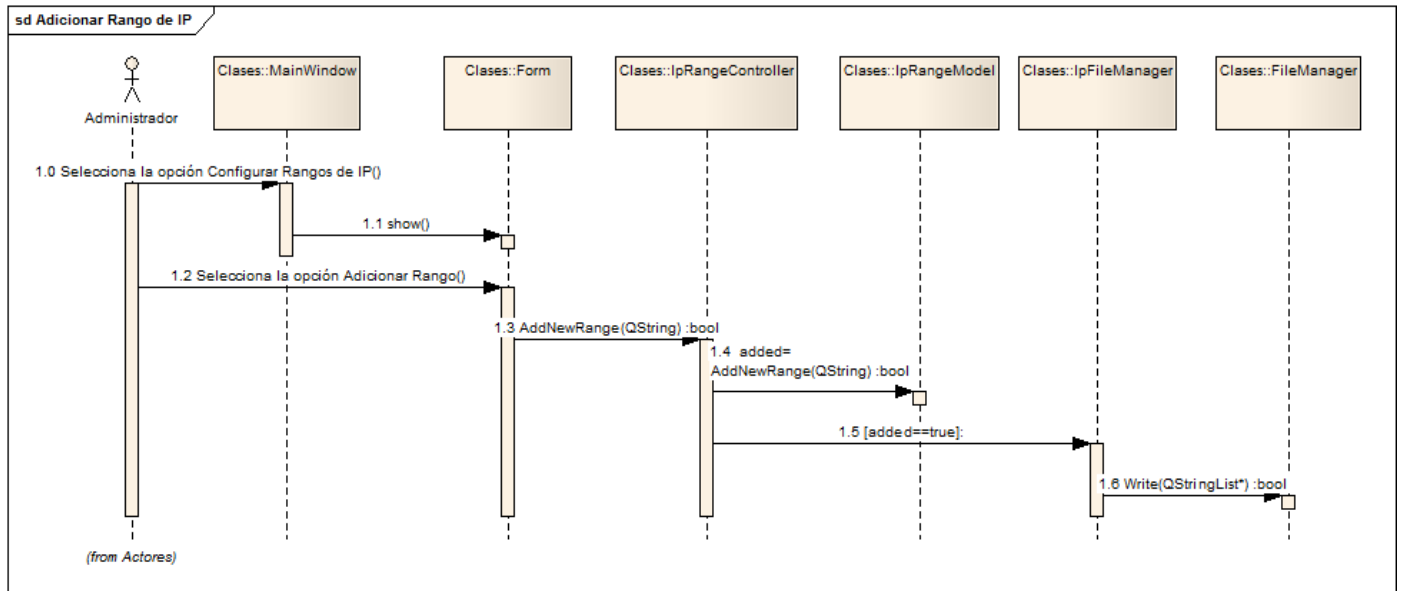 sd Adicionar Rango de IP
Administrador
Clases::MainWindow
Clases::Form
Clases::IpRangeController
Clases::IpRangeModel
Clases::IpFileManager
Clases::FileManager
1.0 Selecciona la opción Configurar Rangos de IP()
1.1 show()
1.2 Selecciona la opción Adicionar Rango()
1.3 AddNewRange(QString) :bool
1.4 added=
AddNewRange(QString) :bool
1.5 [added==true]:
1.6 Write(QStringList*) :bool
(from Actores)